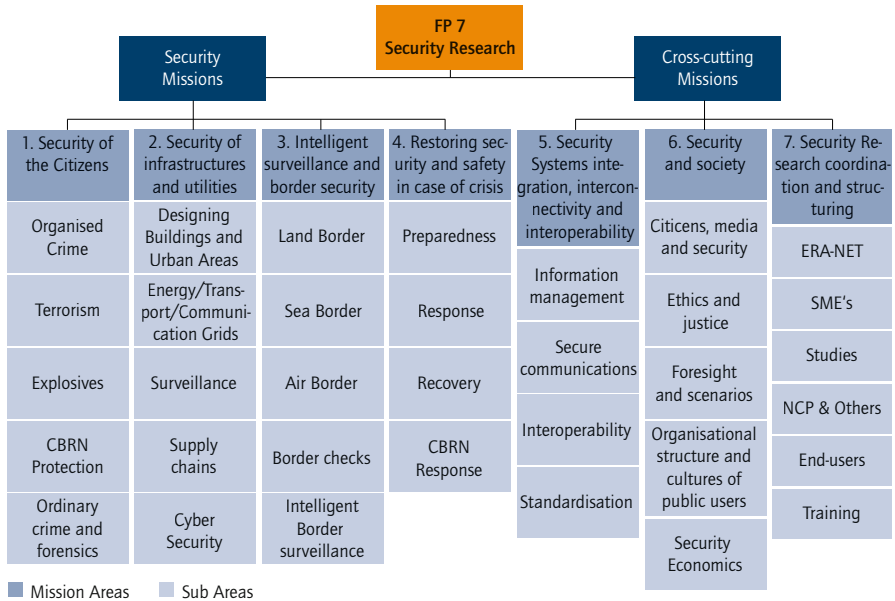 FP 7
Security Research
Security
Missions
Cross-cutting
Missions
1. Security of
the Citizens
Organised
Crime
Terrorism
Explosives
CBRN
Protection
Ordinary
crime and
forensics
2. Security of
infrastructures
and utilities
Designing
Buildings and
Urban Areas
Energy/Trans-
port/Communi-
cation Grids
Surveillance
Supply
chains
Cyber
Security
3. Intelligent
surveillance and
border security
Land Border
Sea Border
Air Border
Border checks
Intelligent
Border
surveillance
4. Restoring sec-
urity and safety
in case of crisis
Preparedness
Response
Recovery
CBRN
Response
5. Security
Systems inte-
gration, intercon-
nectivity and
interoperability
Information
management
Secure
communications
Interoperability
Standardisation
6. Security
and society
Citicens, media
and security
Ethics and
justice
Foresight
and scenarios
Organisational
structure and
cultures of
public users
Security
Economics
7. Security Re-
search coordina-
tion and struc-
turing
ERA-NET
SME's
Studies
NCP & Others
End-users
Training
Mission Areas
Sub Areas